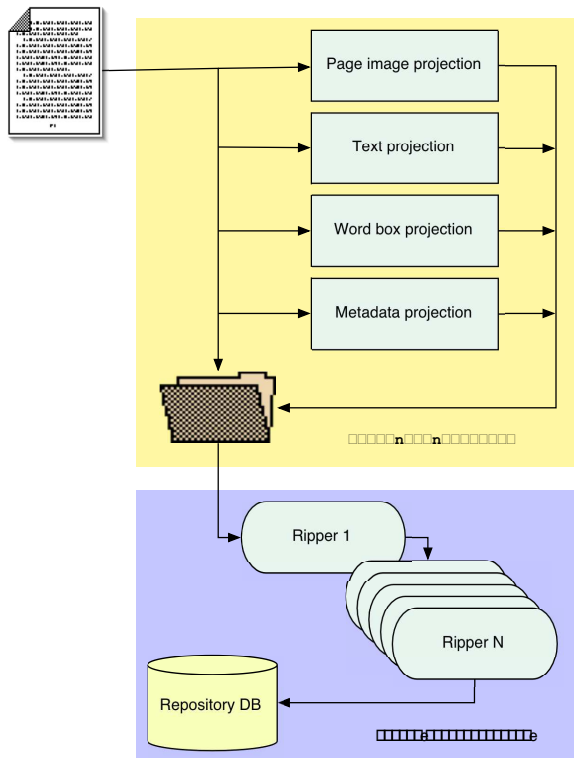 Page image projection
Text projection
Word box projection
Metadata projection
Ripper 1
Ripper N
Repository DB